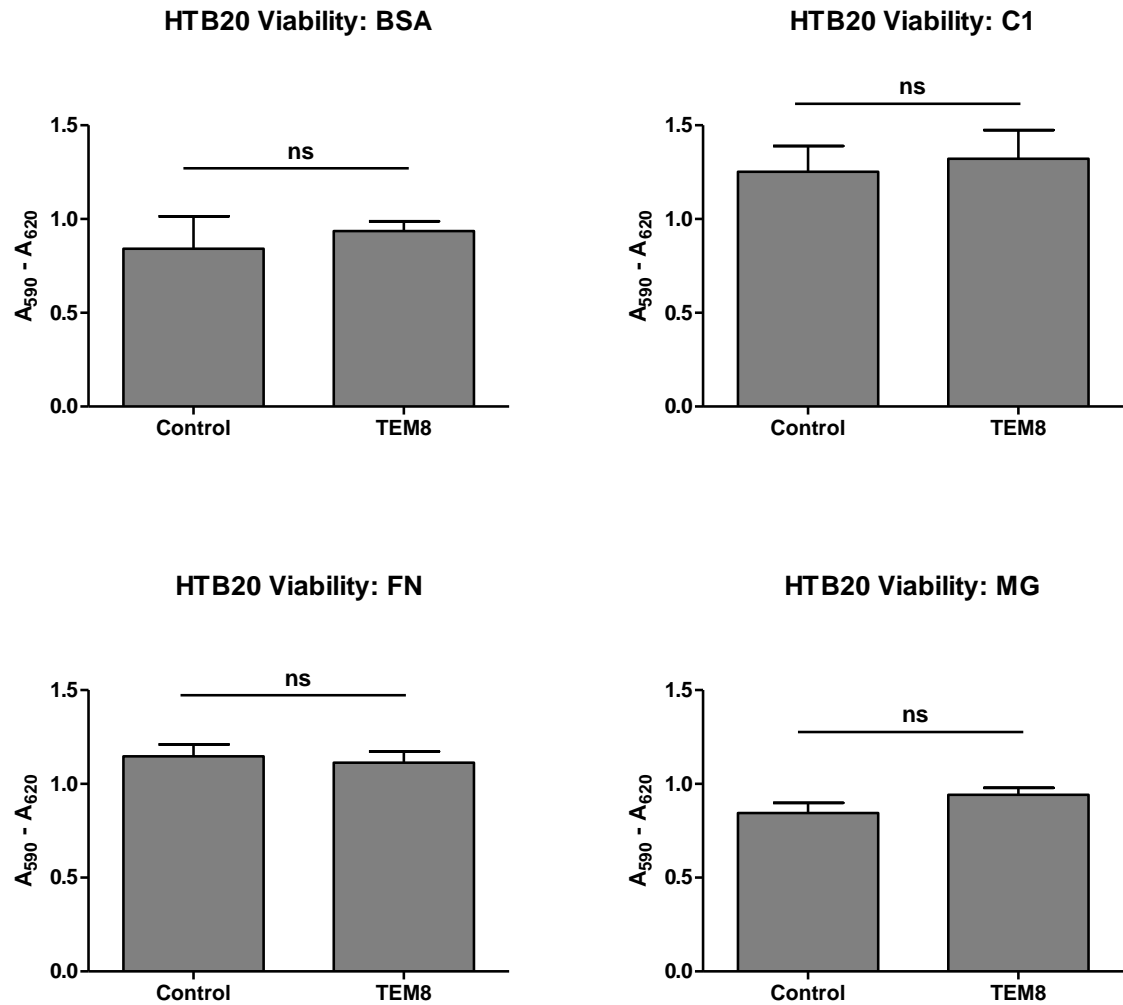 HTB20 Viability: BSA
ns
1.5
1.0
0.5
0.0
A590 - A620
Control TEM8
HTB20 Viability: C1
ns
1.5
1.0
0.5
0.0
A590 - A620
Control TEM8
HTB20 Viability: FN
ns
1.5
1.0
0.5
0.0
A590 - A620
Control TEM8
HTB20 Viability: MG
ns
1.5
1.0
0.5
0.0
A590 - A620
Control TEM8